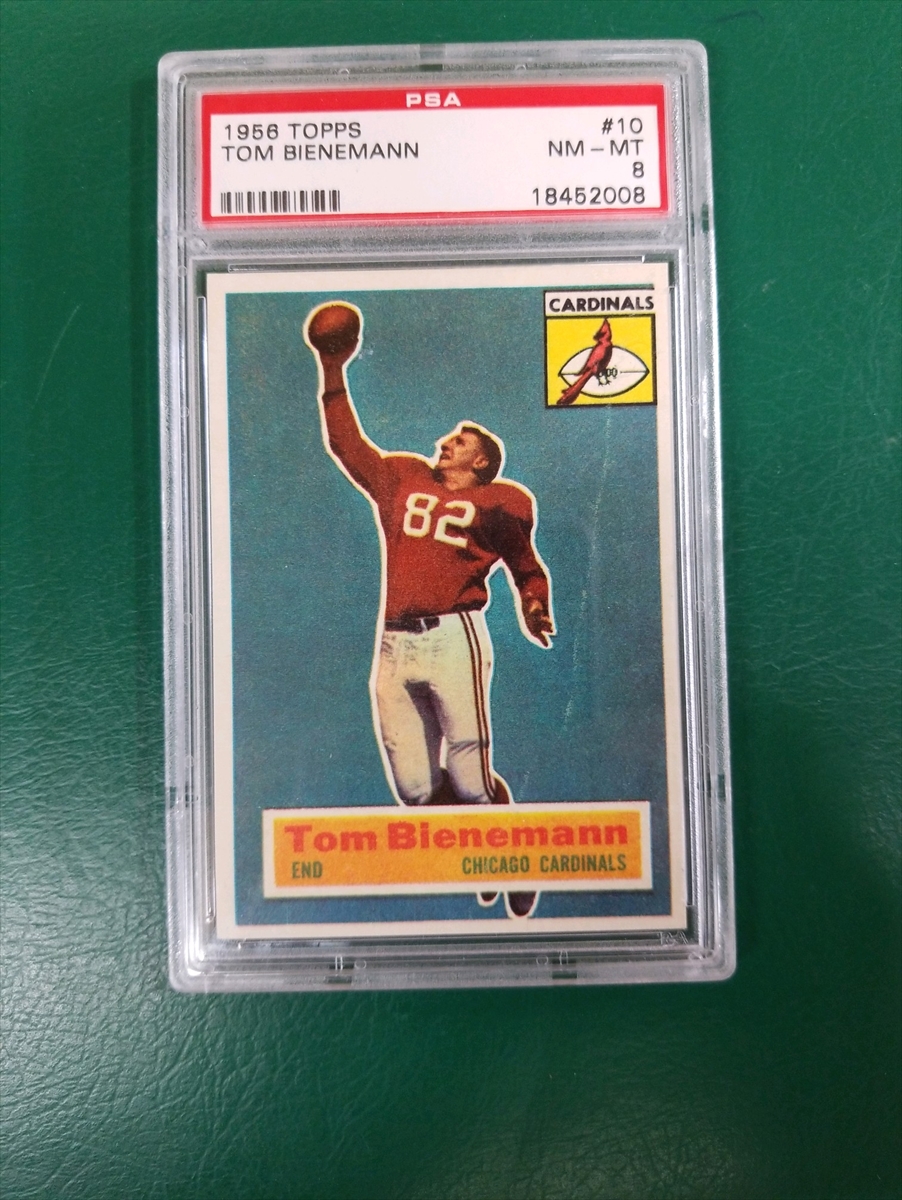 PSA
1956 TOPPS #10
TOM BIENEMANN NM - MT
8
18452008
CARDINALS
82
Tom Bienemann
END CHICAGO CARDINALS